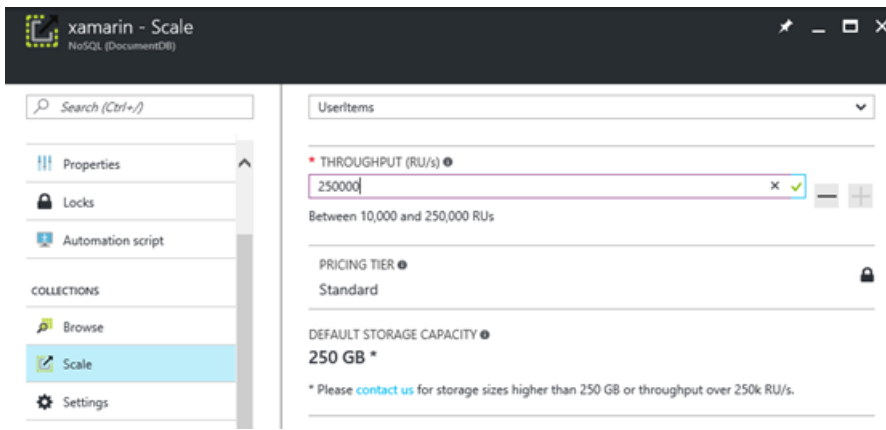 xamarin - Scale
NoSQL (DocumentDB)
Search (Ctrl+/)
Properties
Locks
Automation script
COLLECTIONS
Browse
Scale
Settings
UserItems
* THROUGHPUT (RU/s)
250000
Between 10,000 and 250,000 RUs
PRICING TIER
Standard
DEFAULT STORAGE CAPACITY
250 GB *
* Please contact us for storage sizes higher than 250 GB or throughput over 250k RU/s.